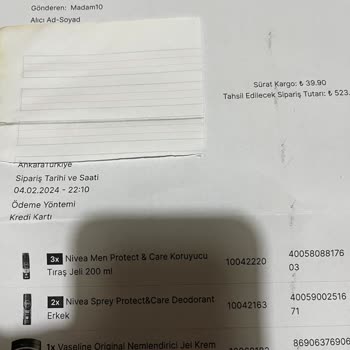 Gönderen: Madam10
Alıcı Ad-Soyad
Sürat Kargo: ₺ 39.90
Tahsil Edilecek Sipariş Tutarı: ₺ 523.
Ankara Türkiye
Sipariş Tarihi ve Saati
04.02.2024 - 22:10
Ödeme Yöntemi
Kredi Kartı
3x Nivea Men Protect & Care Koruyucu
Tıraş Jeli 200 ml
10042220
40058088176
03
2x Nivea Sprey Protect&Care Deodorant
Erkek
10042163
40059002516
71
1x Vaseline Original Nemlendirici Jel Krem
86906376906